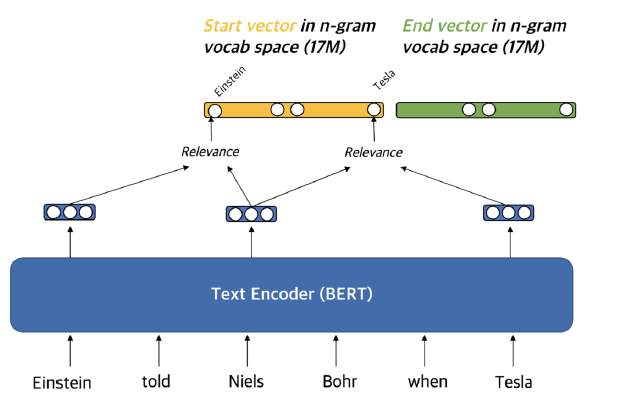 Start vector in n-gram
vocab space (17M)
End vector in n-gram
vocab space (17M)
Einstein
Tesla
Relevance
Relevance
Text Encoder (BERT)
Einstein told Niels Bohr when Tesla